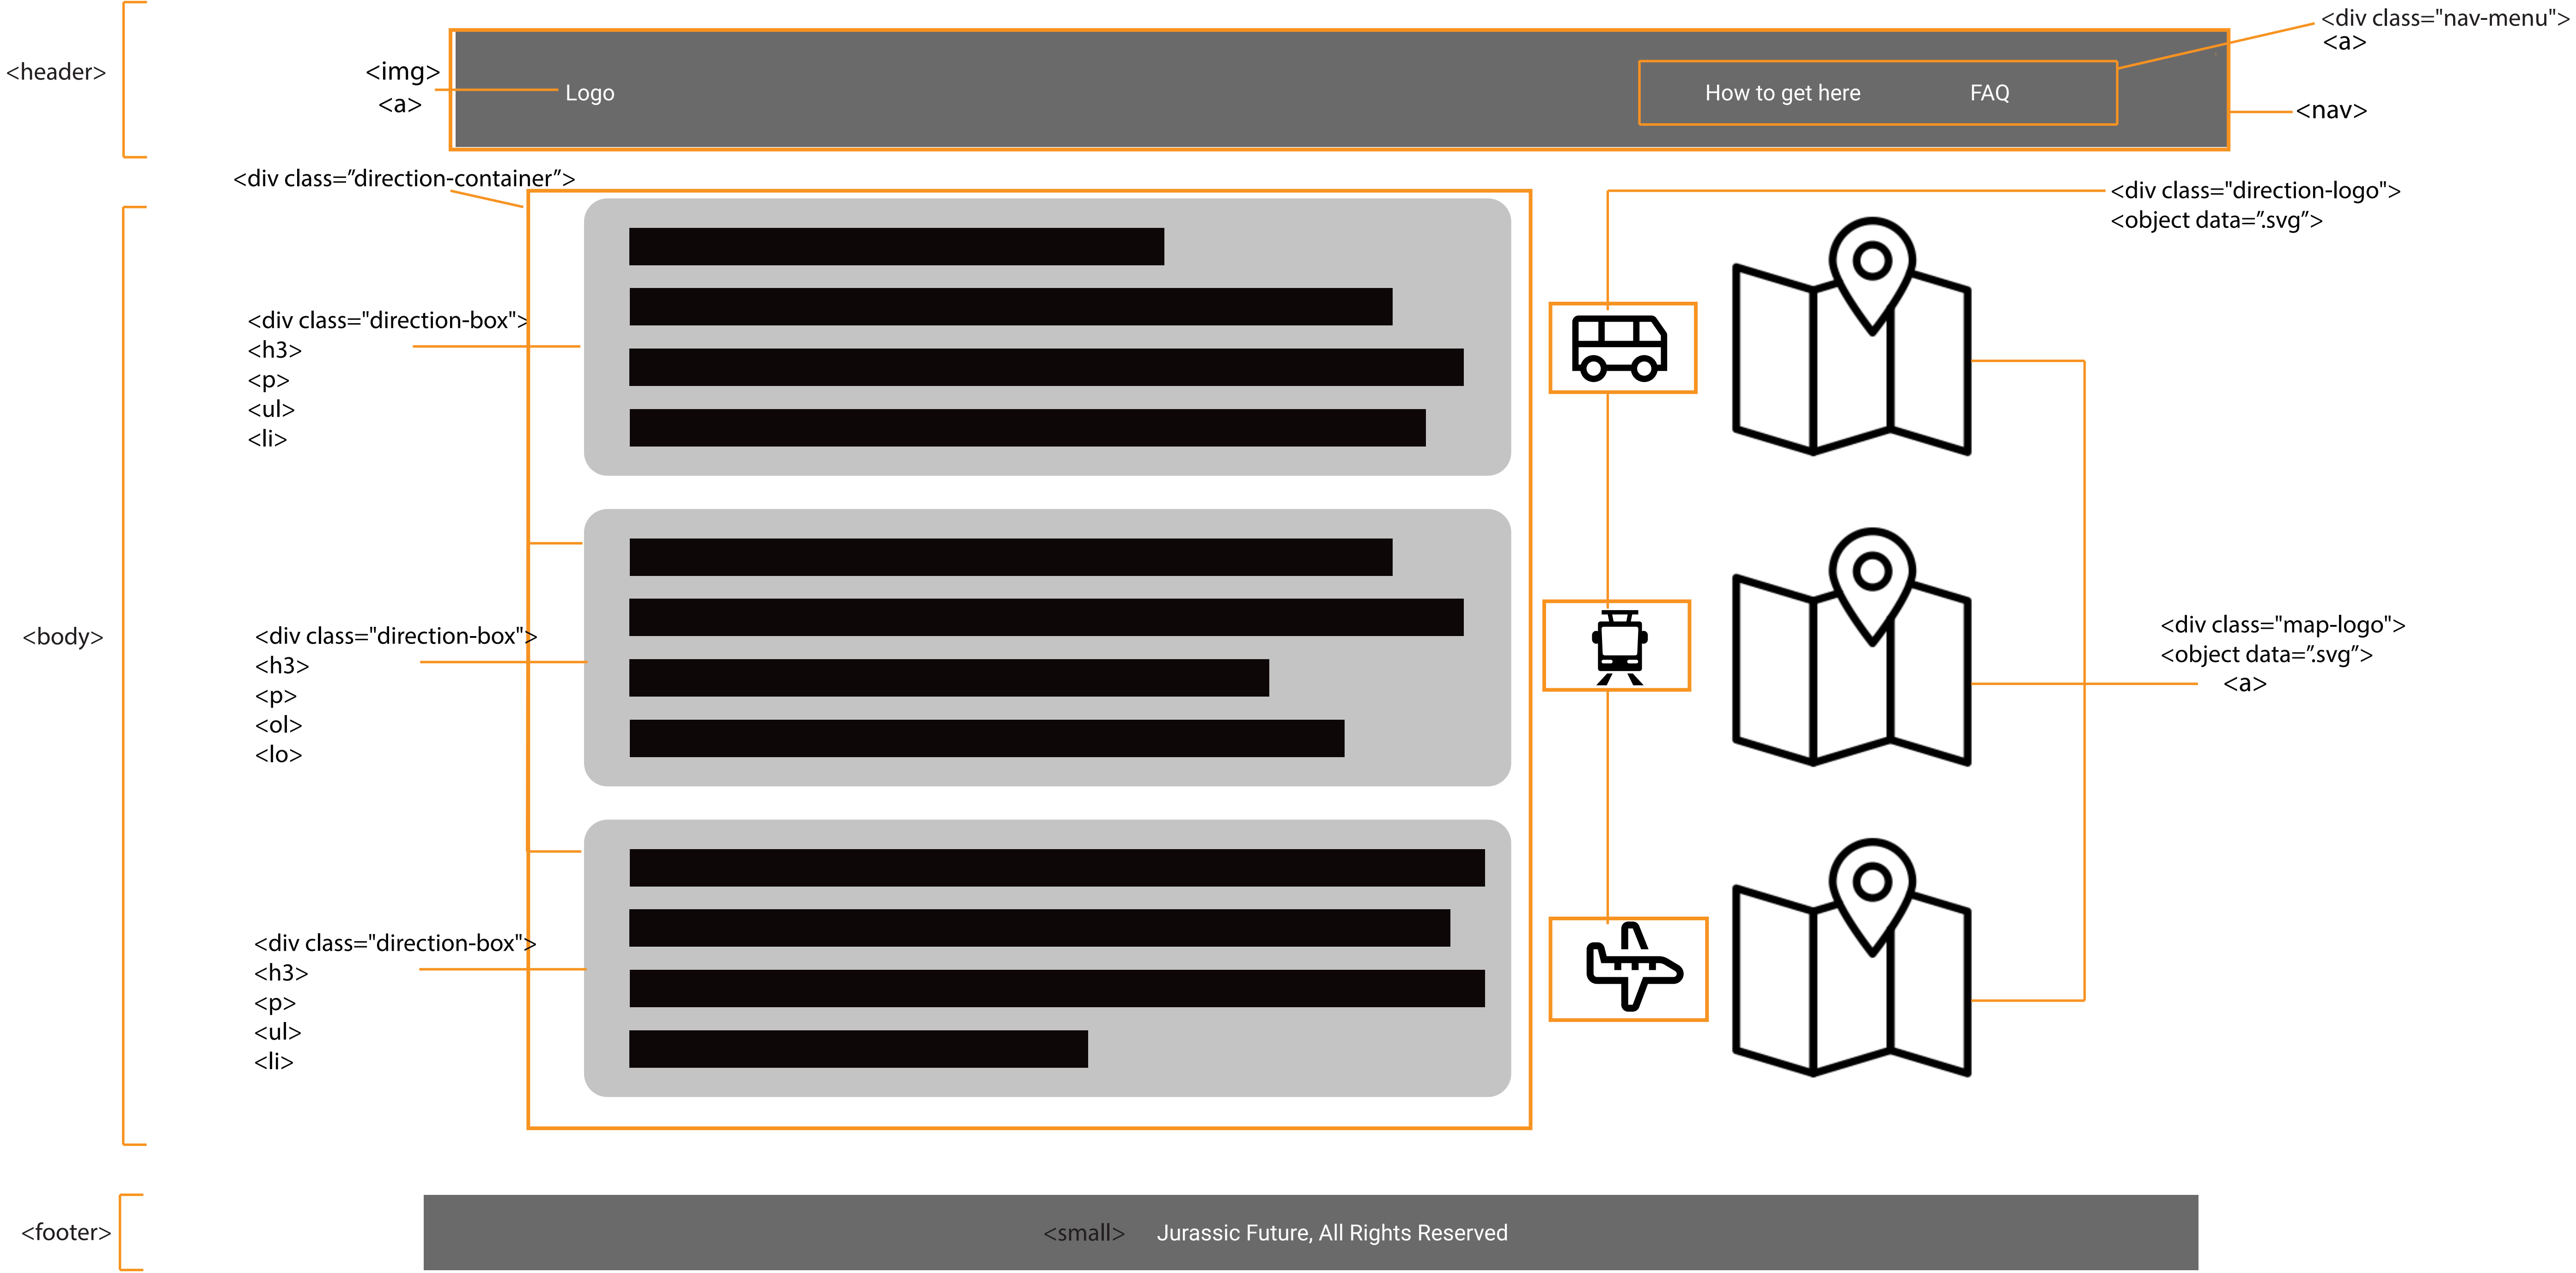 <header>
<img>
<a>
Logo
How to get here
FAQ
<div class="nav-menu">
<a>
<nav>
<div class=”direction-container”>
<div class="direction-logo">
<object data=”.svg”>
<body>
<div class="direction-box">
<h3>
<p>
<ul>
<li>
<div class="direction-box">
<h3>
<p>
<ol>
<lo>
<div class="map-logo">
<object data=”.svg”>
<a>
<div class="direction-box">
<h3>
<p>
<ul>
<li>
<footer>
<small>
Jurassic Future, All Rights Reserved